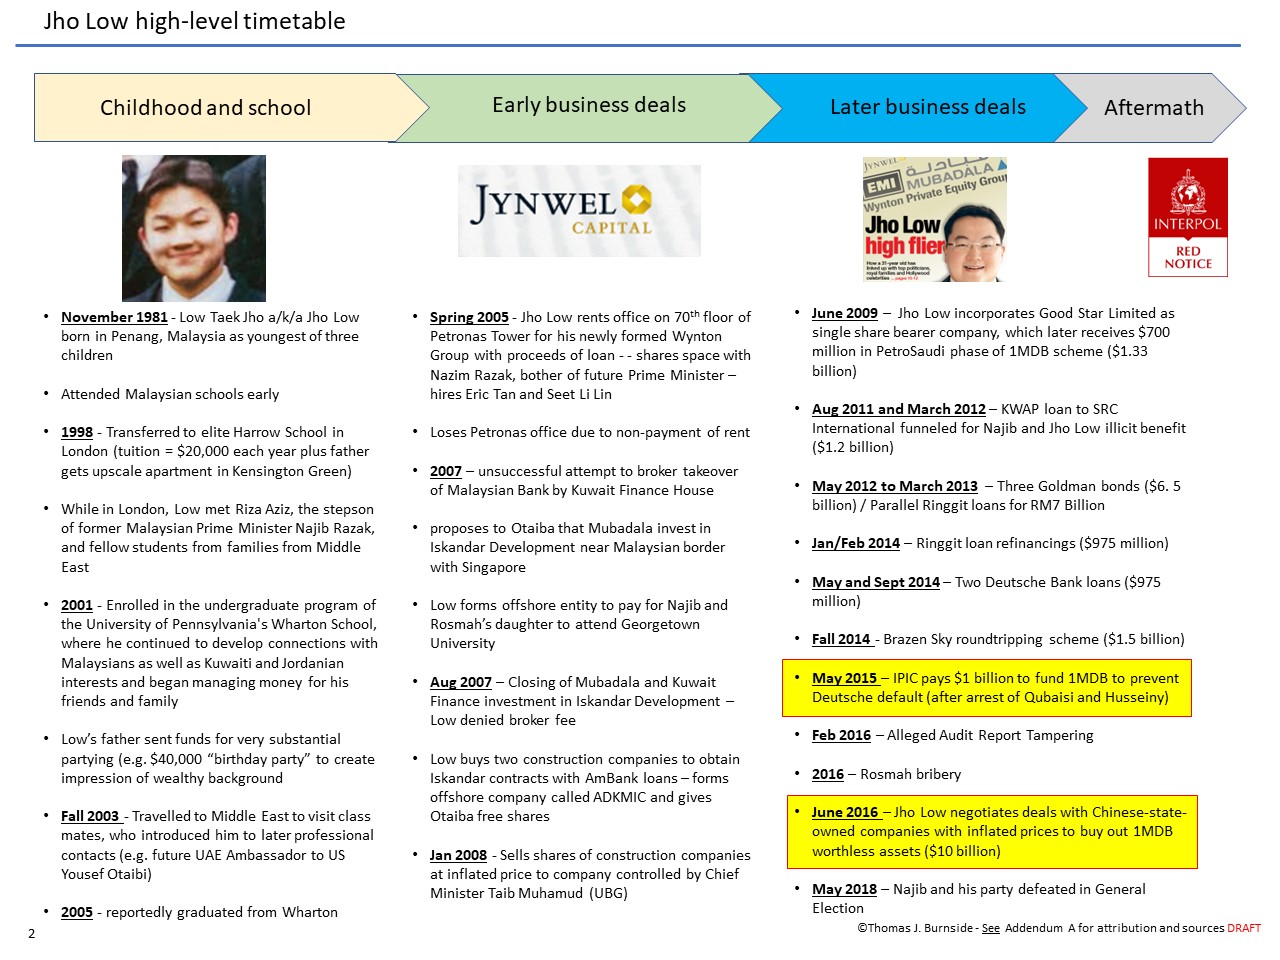 Jho Low high-level timetable
Childhood and school
Early business deals
Later business deals
Aftermath
JYNWEL
CAPITAL
JYNWEL
EMI
MUBADALA
Wynton Private Equity Group
Jho Low
high flier
How a 27-year-old has
linked up with top politicians,
royal families and Hollywood
celebrities
INTERPOL
RED
NOTICE
• November 1981 - Low Taek Jho a/k/a Jho Low
born in Penang, Malaysia as youngest of three
children
• Attended Malaysian schools early
• 1998 - Transferred to elite Harrow School in
London (tuition = $20,000 each year plus father
gets upscale apartment in Kensington Green)
• While in London, Low met Riza Aziz, the stepson
of former Malaysian Prime Minister Najib Razak,
and fellow students from families from Middle
East
• 2001 - Enrolled in the undergraduate program of
the University of Pennsylvania's Wharton School,
where he continued to develop connections with
Malaysians as well as Kuwaiti and Jordanian
interests and began managing money for his
friends and family
• Low's father sent funds for very substantial
partying (e.g. $40,000 “birthday party” to create
impression of wealthy background
• Fall 2003 - Travelled to Middle East to visit class
mates, who introduced him to later professional
contacts (e.g. future UAE Ambassador to US
Yousef Otaibi)
• 2005 - reportedly graduated from Wharton
• Spring 2005 - Jho Low rents office on 70th floor of
Petronas Tower for his newly formed Wynton
Group with proceeds of loan - - shares space with
Nazim Razak, bother of future Prime Minister –
hires Eric Tan and Seet Li Lin
• Loses Petronas office due to non-payment of rent
• 2007 – unsuccessful attempt to broker takeover
of Malaysian Bank by Kuwait Finance House
• proposes to Otaiba that Mubadala invest in
Iskandar Development near Malaysian border
with Singapore
• Low forms offshore entity to pay for Najib and
Rosmah's daughter to attend Georgetown
University
• Aug 2007 – Closing of Mubadala and Kuwait
Finance investment in Iskandar Development –
Low denied broker fee
• Low buys two construction companies to obtain
Iskandar contracts with AmBank loans – forms
offshore company called ADKMIC and gives
Otaiba free shares
• Jan 2008 - Sells shares of construction companies
at inflated price to company controlled by Chief
Minister Taib Muhamud (UBG)
• June 2009 – Jho Low incorporates Good Star Limited as
single share bearer company, which later receives $700
million in PetroSaudi phase of 1MDB scheme ($1.33
billion)
• Aug 2011 and March 2012 – KWAP loan to SRC
International funneled for Najib and Jho Low illicit benefit
($1.2 billion)
• May 2012 to March 2013 – Three Goldman bonds ($6. 5
billion) / Parallel Ringgit loans for RM7 Billion
• Jan/Feb 2014 – Ringgit loan refinancings ($975 million)
• May and Sept 2014 – Two Deutsche Bank loans ($975
million)
• Fall 2014 - Brazen Sky roundtripping scheme ($1.5 billion)
• May 2015 – IPIC pays $1 billion to fund 1MDB to prevent
Deutsche default (after arrest of Qubaisi and Husseiny)
• Feb 2016 – Alleged Audit Report Tampering
• 2016 – Rosmah bribery
• June 2016 – Jho Low negotiates deals with Chinese-state-
owned companies with inflated prices to buy out 1MDB
worthless assets ($10 billion)
• May 2018 – Najib and his party defeated in General
Election
2
©Thomas J. Burnside - See Addendum A for attribution and sources DRAFT